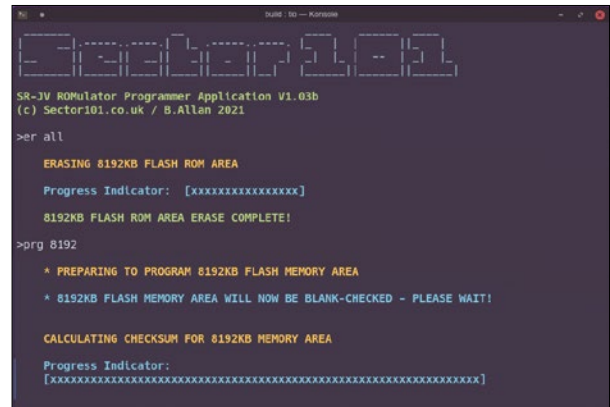 build : bo — Konsole
Sector101
SR-JV ROMulator Programmer Application V1.03b
(c) Sector101.co.uk / B.Allan 2021
>er all
ERASING 8192KB FLASH ROM AREA
Progress Indicator: [xxxxxxxxxxxxxxxx]
8192KB FLASH ROM AREA ERASE COMPLETE!
>prg 8192
* PREPARING TO PROGRAM 8192KB FLASH MEMORY AREA
* 8192KB FLASH MEMORY AREA WILL NOW BE BLANK-CHECKED - PLEASE WAIT!
CALCULATING CHECKSUM FOR 8192KB MEMORY AREA
Progress Indicator:
[xxxxxxxxxxxxxxxxxxxxxxxxxxxxxxxxxxxxxxxxxxxxxxxxxxxxxxxxxxxxxxxx]